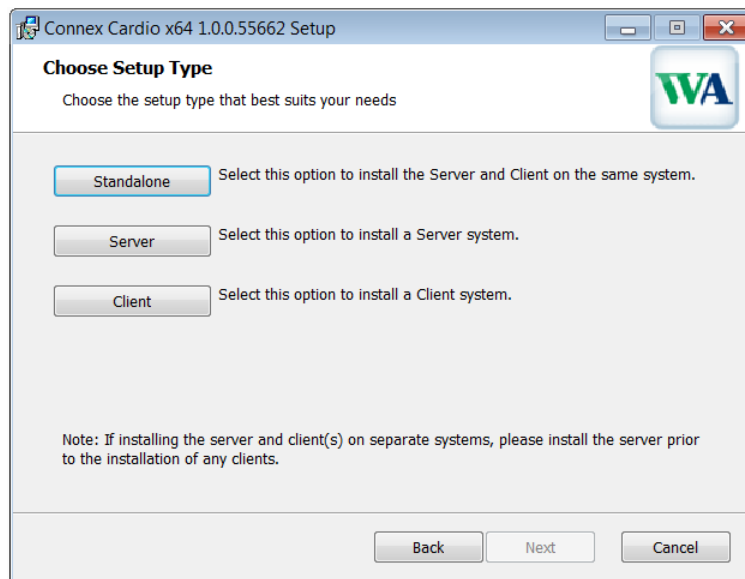 Connex Cardio x64 1.0.0.55662 Setup
Choose Setup Type
Choose the setup type that best suits your needs
WA
Standalone
Select this option to install the Server and Client on the same system.
Server
Select this option to install a Server system.
Client
Select this option to install a Client system.
Note: If installing the server and client(s) on separate systems, please install the server prior
to the installation of any clients.
Back
Next
Cancel